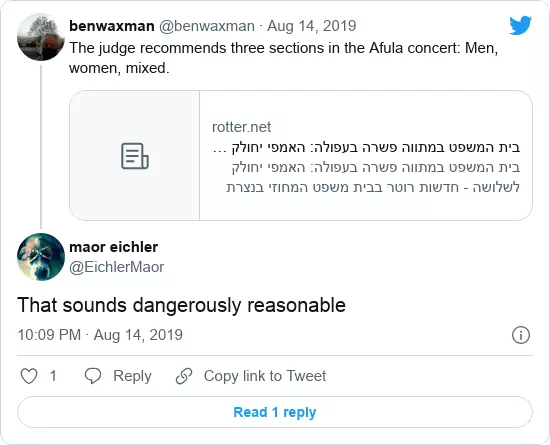 benwaxman @benwaxman · Aug 14, 2019
The judge recommends three sections in the Afula concert: Men,
women, mixed.
rotter.net
בית המשפט במתווה פשרה בעפולה: האמפי יחולק ...
בית המשפט במתווה פשרה בעפולה: האמפי יחולק
לשלושה - חדשות רוטר בבית משפט המחוזי בנצרת
maor eichler
@EichlerMaor
That sounds dangerously reasonable
10:09 PM · Aug 14, 2019
1 Reply Copy link to Tweet
Read 1 reply